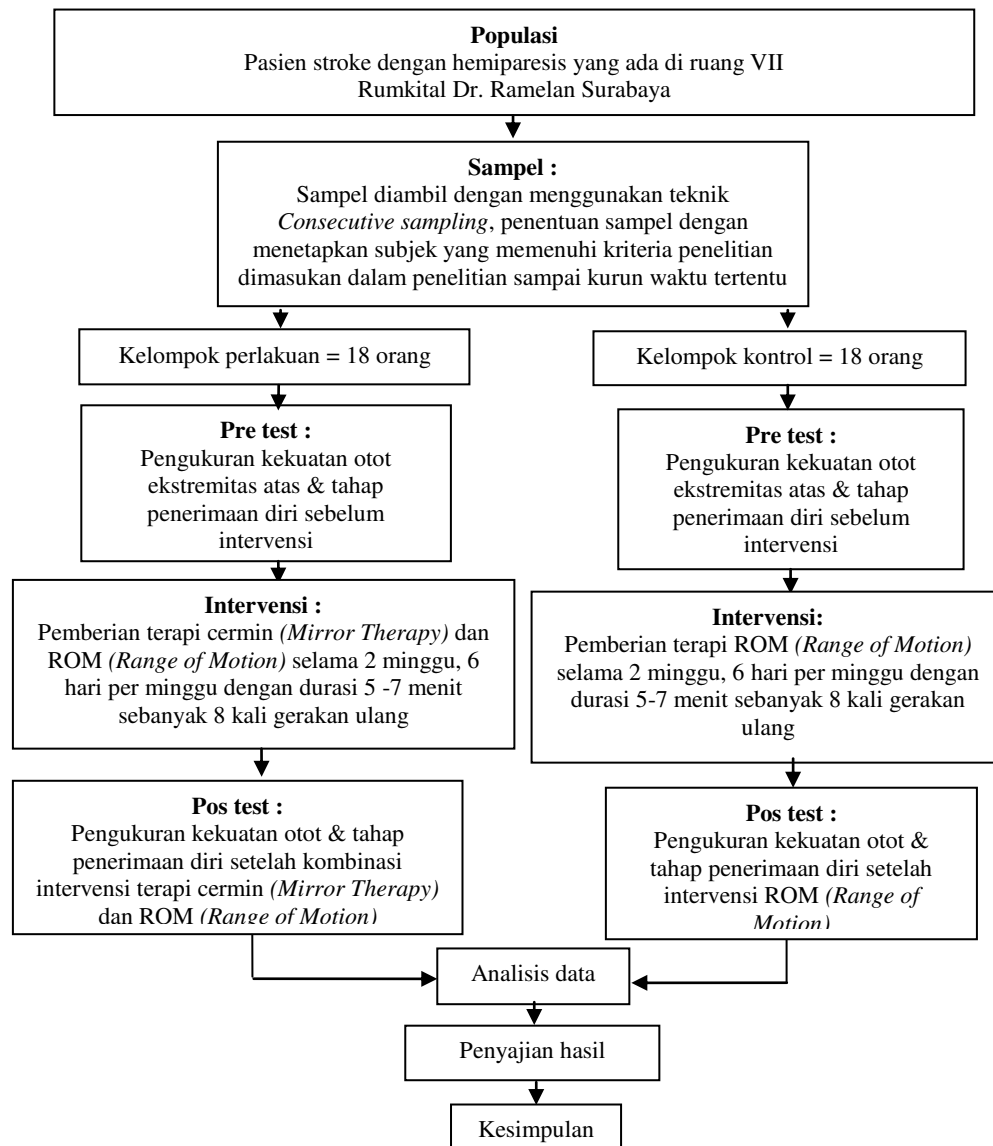 Populasi
Pasien stroke dengan hemiparesis yang ada di ruang VII
Rumkital Dr. Ramelan Surabaya
Sampel :
Sampel diambil dengan menggunakan teknik
Consecutive sampling, penentuan sampel dengan
menetapkan subjek yang memenuhi kriteria penelitian
dimasukan dalam penelitian sampai kurun waktu tertentu
Kelompok perlakuan = 18 orang
Kelompok kontrol = 18 orang
Pre test :
Pengukuran kekuatan otot
ekstremitas atas & tahap
penerimaan diri sebelum
intervensi
Pre test :
Pengukuran kekuatan otot
ekstremitas atas & tahap
penerimaan diri sebelum
intervensi
Intervensi :
Pemberian terapi cermin (Mirror Therapy) dan
ROM (Range of Motion) selama 2 minggu, 6
hari per minggu dengan durasi 5 -7 menit
sebanyak 8 kali gerakan ulang
Intervensi:
Pemberian terapi ROM (Range of Motion)
selama 2 minggu, 6 hari per minggu dengan
durasi 5-7 menit sebanyak 8 kali gerakan
ulang
Pos test :
Pengukuran kekuatan otot & tahap
penerimaan diri setelah kombinasi
intervensi terapi cermin (Mirror Therapy)
dan ROM (Range of Motion)
Pos test :
Pengukuran kekuatan otot &
tahap penerimaan diri setelah
intervensi ROM (Range of
Motion)
Analisis data
Penyajian hasil
Kesimpulan